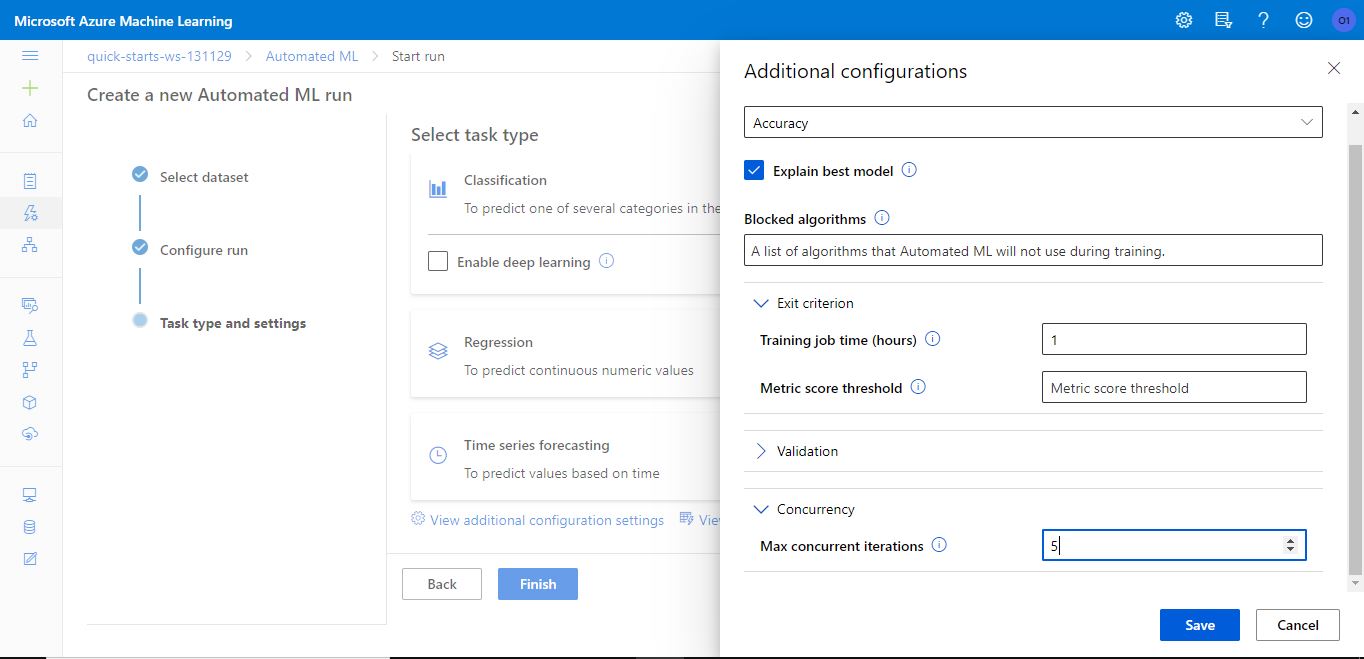 Microsoft Azure Machine Learning
O1
quick-starts-ws-131129 > Automated ML > Start run
Create a new Automated ML run
Select dataset
Configure run
Task type and settings
Select task type
Classification
To predict one of several categories in the
Enable deep learning
Regression
To predict continuous numeric values
Time series forecasting
To predict values based on time
View additional configuration settings
Vie
Back
Finish
Additional configurations
Accuracy
Explain best model
Blocked algorithms
A list of algorithms that Automated ML will not use during training.
Exit criterion
Training job time (hours)
1
Metric score threshold
Metric score threshold
Validation
Concurrency
Max concurrent iterations
5
Save
Cancel